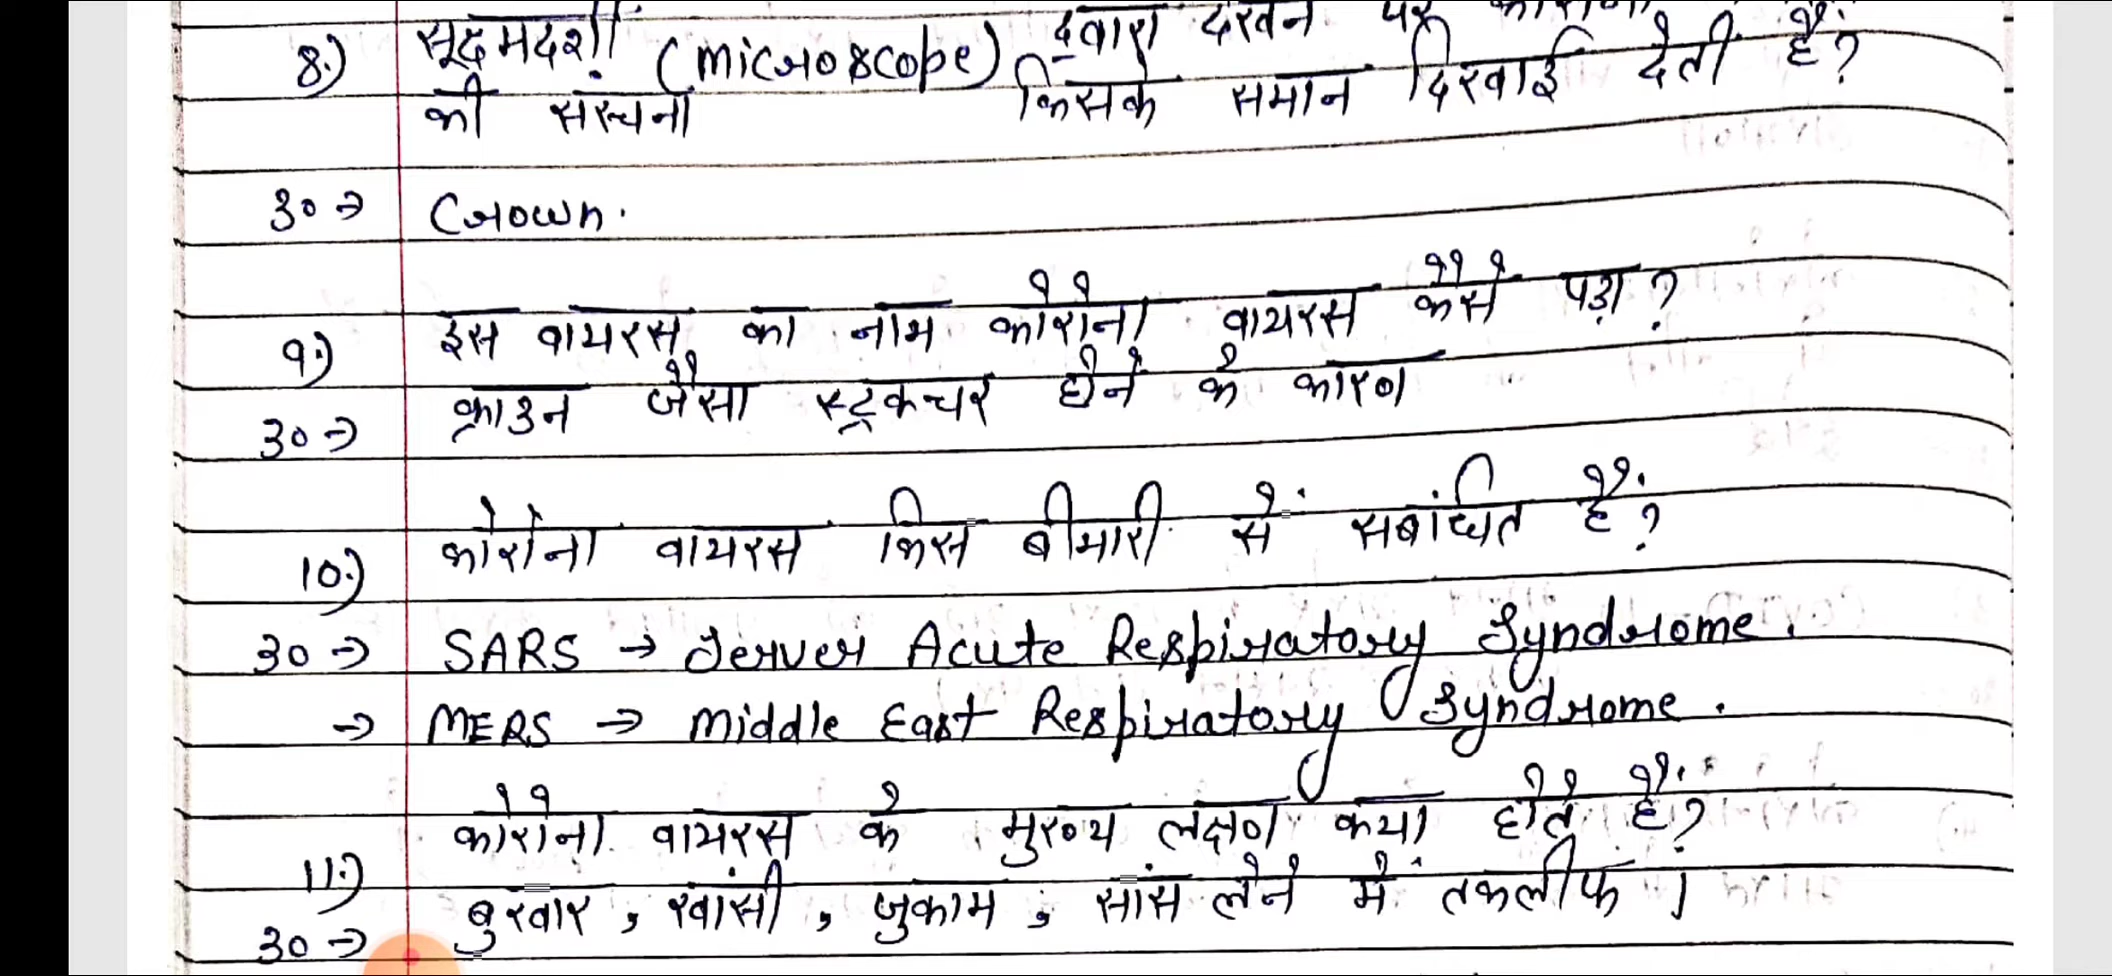 8.) सूक्ष्मदर्शी (microscope) द्वारा देखने पर कोरोना
की संरचना किसके समान दिखाई देती है?
उ० → Crown.
9.) इस वायरस का नाम कोरोना वायरस कैसे पड़ा?
उ० → क्राउन जैसा स्ट्रक्चर होने के कारण
10.) कोरोना वायरस किस बीमारी से संबंधित है?
उ० → SARS → Server Acute Respiratory Syndrome.
→ MERS → Middle East Respiratory Syndrome.
11.) कोरोना वायरस के मुख्य लक्षण क्या होते हैं?
उ० → बुखार, खांसी, जुकाम, सांस लेने में तकलीफ।